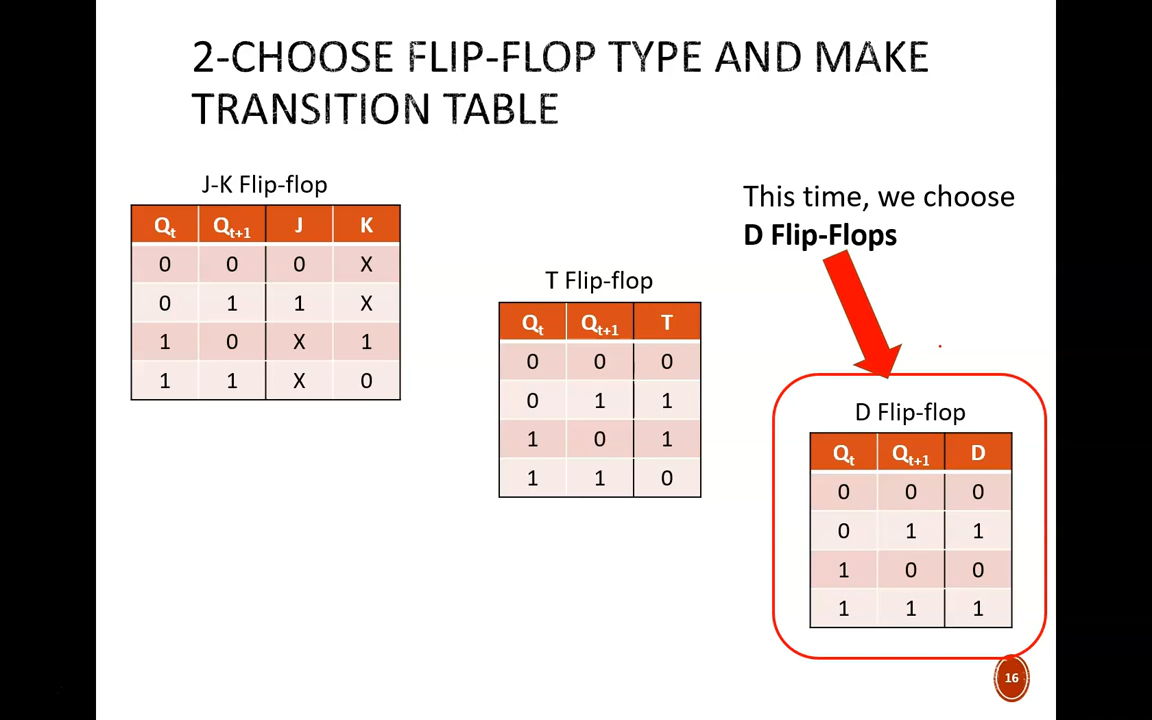 2-CHOOSE FLIP-FLOP TYPE AND MAKE
TRANSITION TABLE
J-K Flip-flop
Qt Qt+1 J K
0 0 0 X
0 1 1 X
1 0 X 1
1 1 X 0
T Flip-flop
Qt Qt+1 T
0 0 0
0 1 1
1 0 1
1 1 0
This time, we choose
D Flip-Flops
D Flip-flop
Qt Qt+1 D
0 0 0
0 1 1
1 0 0
1 1 1
16